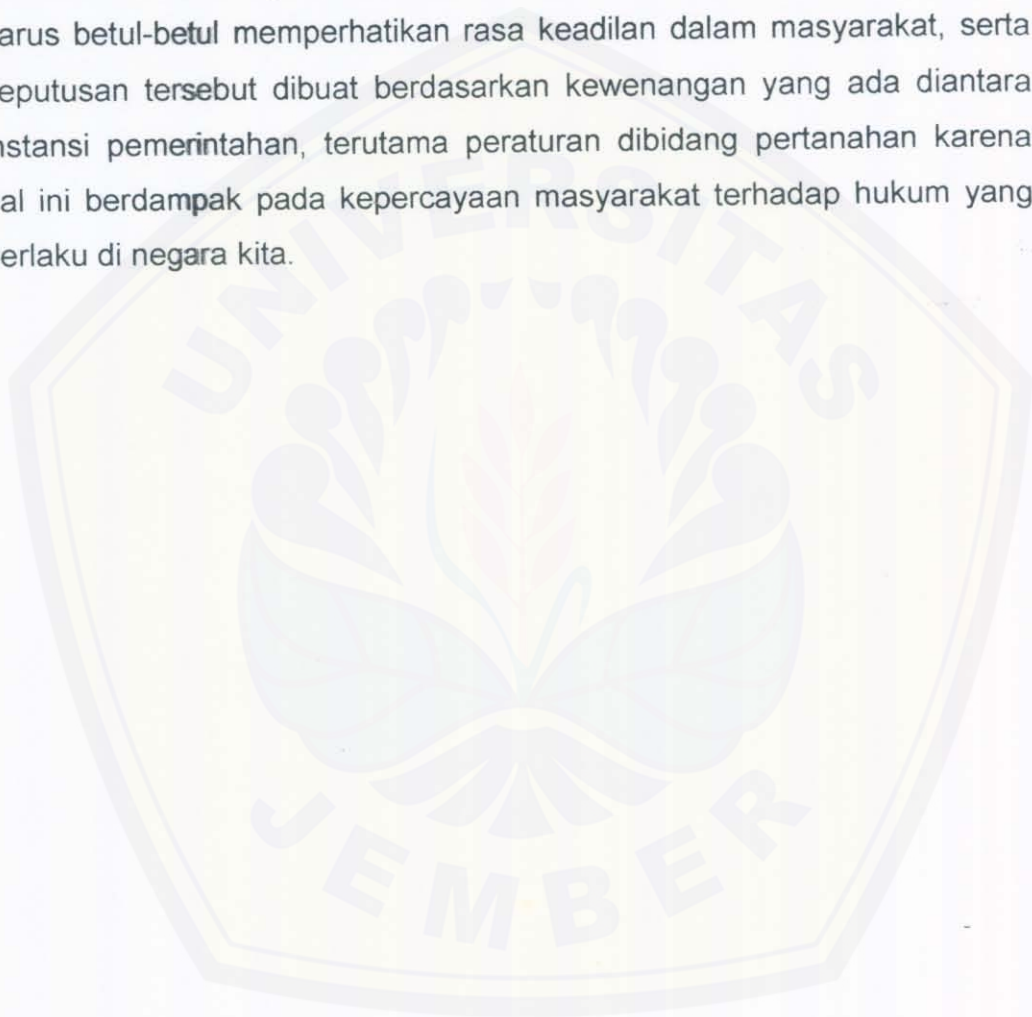 arus betul-betul memperhatikan rasa keadilan dalam masyarakat, serta
eputusan tersebut dibuat berdasarkan kewenangan yang ada diantara
nstansi pemerintahan, terutama peraturan dibidang pertanahan karena
al ini berdampak pada kepercayaan masyarakat terhadap hukum yang
erlaku di negara kita.
UNIVERSITAS
JEMBER